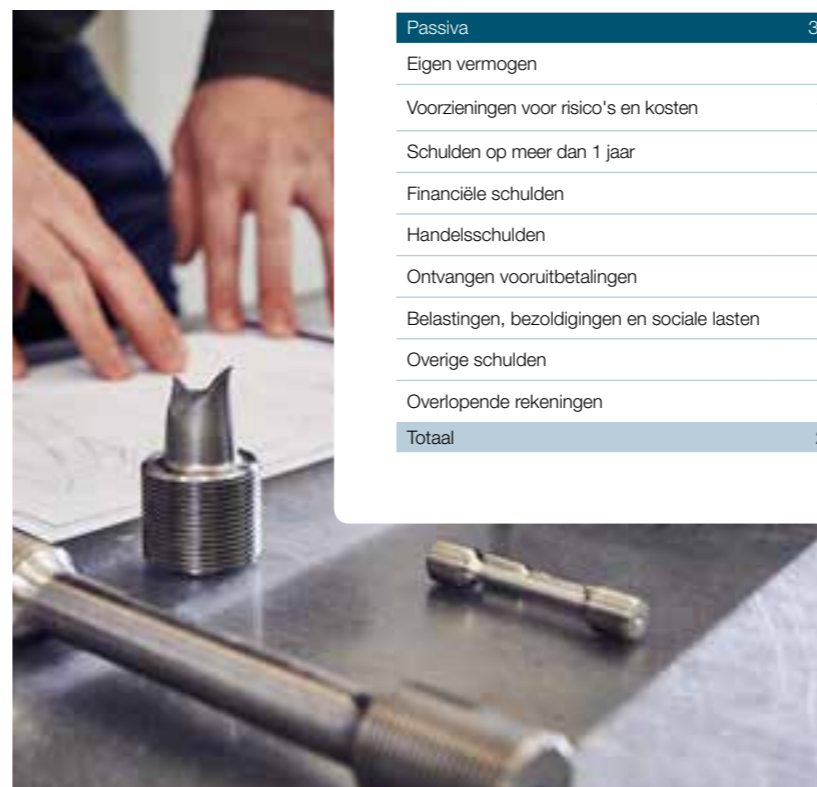 Passiva 3
Eigen vermogen
Voorzieningen voor risico's en kosten
Schulden op meer dan 1 jaar
Financiële schulden
Handelsschulden
Ontvangen vooruitbetalingen
Belastingen, bezoldigingen en sociale lasten
Overige schulden
Overlopende rekeningen
Totaal